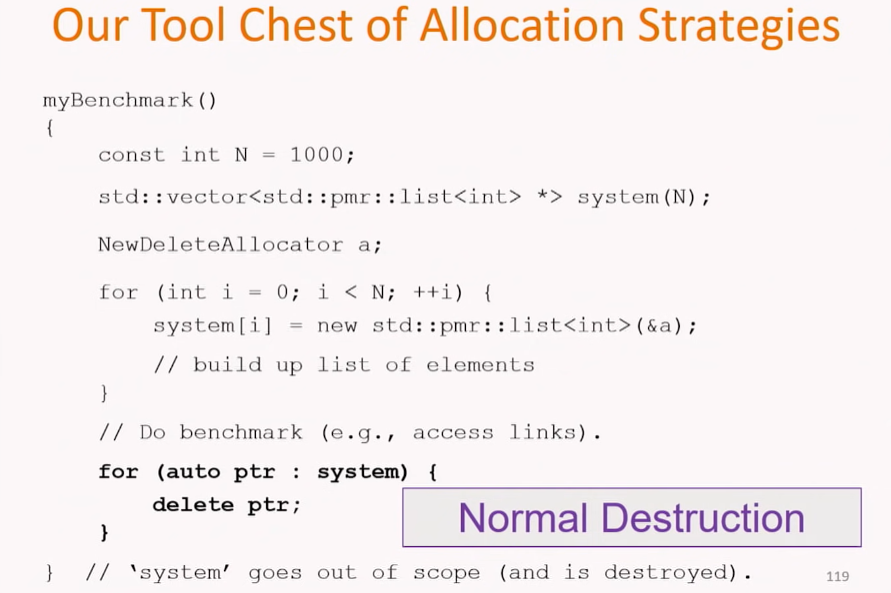 Our Tool Chest of Allocation Strategies
myBenchmark()
{
const int N = 1000;
std::vector<std::pmr::list<int> *> system(N);
NewDeleteAllocator a;
for (int i = 0; i < N; ++i) {
system[i] = new std::pmr::list<int>(&a);
// build up list of elements
}
// Do benchmark (e.g., access links).
for (auto ptr : system) {
delete ptr;
}
Normal Destruction
} // ‘system’ goes out of scope (and is destroyed).
119